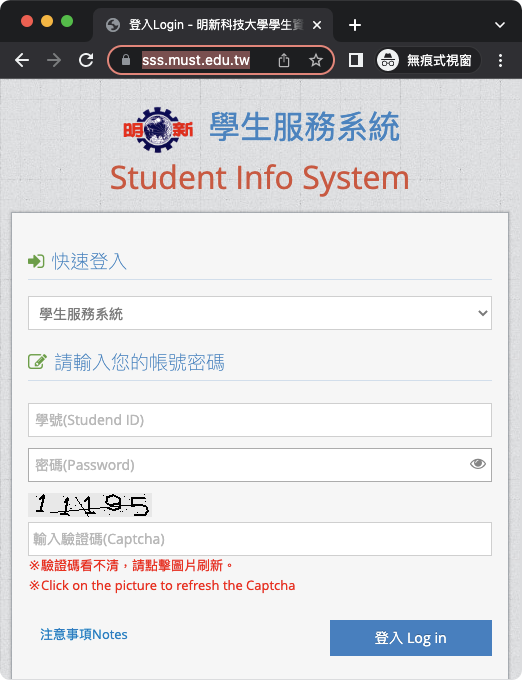 登入Login - 明新科技大學學生資
sss.must.edu.tw
無痕式視窗
明新
學生服務系統
Student Info System
快速登入
學生服務系統
請輸入您的帳號密碼
學號(Studend ID)
密碼(Password)
11195
輸入驗證碼(Captcha)
※驗證碼看不清，請點擊圖片刷新。
※Click on the picture to refresh the Captcha
注意事項Notes
登入 Log in